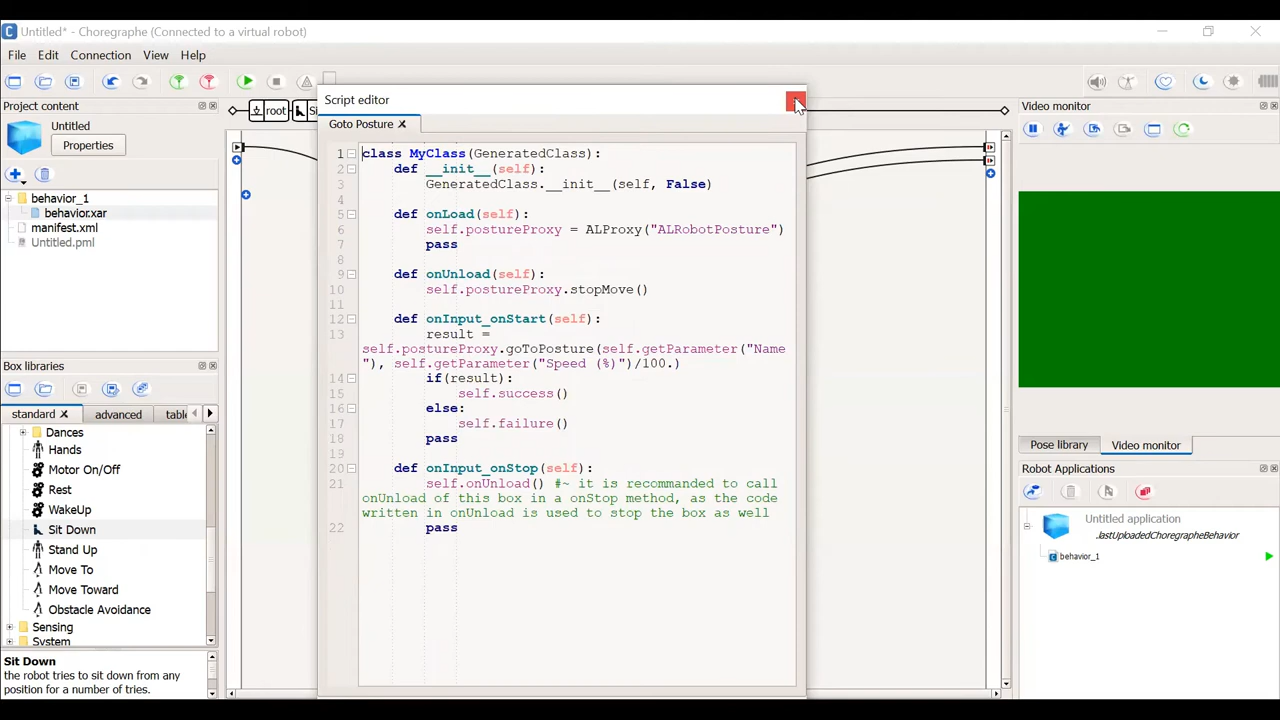 Untitled* - Choregraphe (Connected to a virtual robot)
File Edit Connection View Help
Project content
Untitled
Properties
behavior_1
behavior.xar
manifest.xml
Untitled.pml
Box libraries
standard advanced
Dances
Hands
Motor On/Off
Rest
WakeUp
Sit Down
Stand Up
Move To
Move Toward
Obstacle Avoidance
Sensing
System
Sit Down
the robot tries to sit down from any
position for a number of tries.
root
Script editor
Goto Posture
1 class MyClass(GeneratedClass):
2 def __init__(self):
3 GeneratedClass.__init__(self, False)
4
5 def onLoad(self):
6 self.postureProxy = ALProxy("ALRobotPosture")
7 pass
8
9 def onUnload(self):
10 self.postureProxy.stopMove()
11
12 def onInput_onStart(self):
13 result =
self.postureProxy.goToPosture(self.getParameter("Name
"), self.getParameter("Speed (%)")/100.)
14 if(result):
15 self.success()
16 else:
17 self.failure()
18 pass
19
20 def onInput_onStop(self):
21 self.onUnload() #~ it is recommanded to call
onUnload of this box in a onStop method, as the code
written in onUnload is used to stop the box as well
22 pass
Video monitor
Pose library Video monitor
Robot Applications
Untitled application
.lastUploadedChoregrapheBehavior
behavior_1